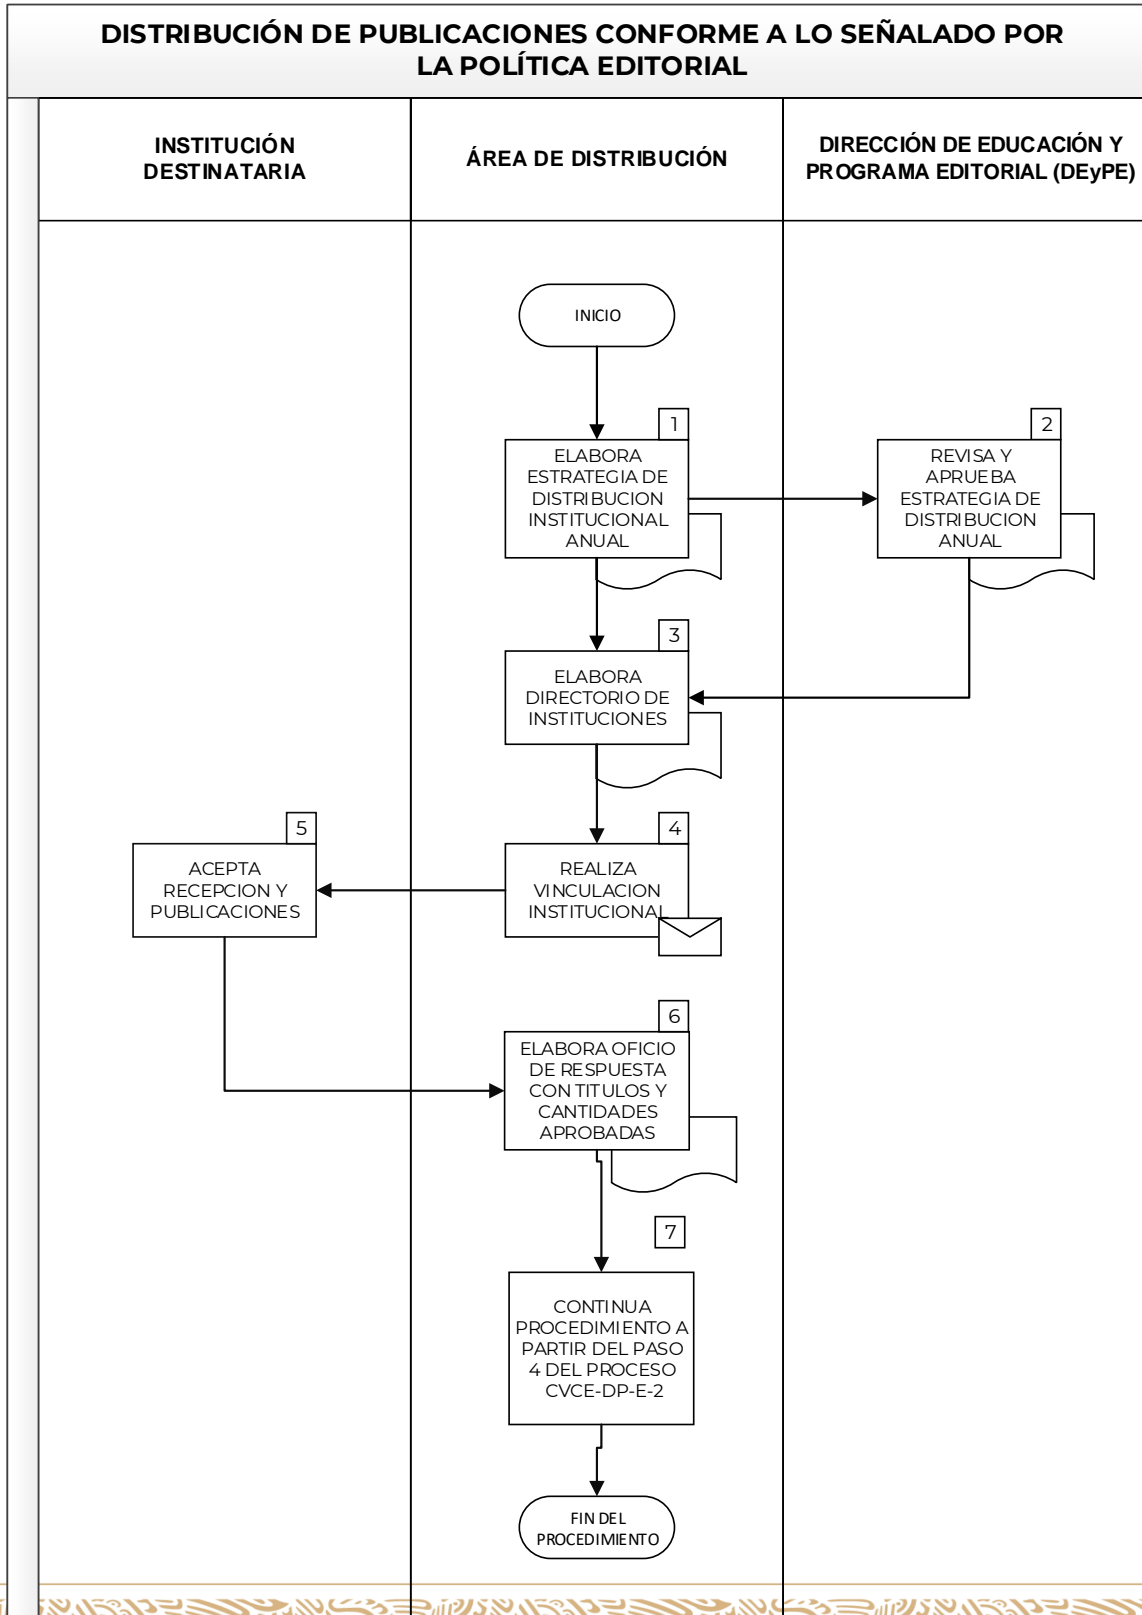 DISTRIBUCIÓN DE PUBLICACIONES CONFORME A LO SEÑALADO POR
LA POLÍTICA EDITORIAL
INSTITUCIÓN
DESTINATARIA
ÁREA DE DISTRIBUCIÓN
DIRECCIÓN DE EDUCACIÓN Y
PROGRAMA EDITORIAL (DEyPE)
INICIO
1
ELABORA
ESTRATEGIA DE
DISTRIBUCION
INSTITUCIONAL
ANUAL
2
REVISA Y
APRUEBA
ESTRATEGIA DE
DISTRIBUCION
ANUAL
3
ELABORA
DIRECTORIO DE
INSTITUCIONES
4
REALIZA
VINCULACION
INSTITUCIONAL
5
ACEPTA
RECEPCION Y
PUBLICACIONES
6
ELABORA OFICIO
DE RESPUESTA
CON TITULOS Y
CANTIDADES
APROBADAS
7
CONTINUA
PROCEDIMIENTO A
PARTIR DEL PASO
4 DEL PROCESO
CVCE-DP-E-2
FIN DEL
PROCEDIMIENTO